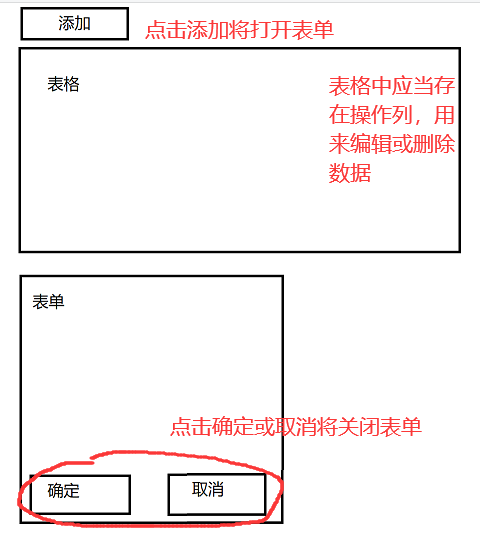 添加
点击添加将打开表单
表格
表格中应当存
在操作列，用
来编辑或删除
数据
表单
点击确定或取消将关闭表单
确定
取消